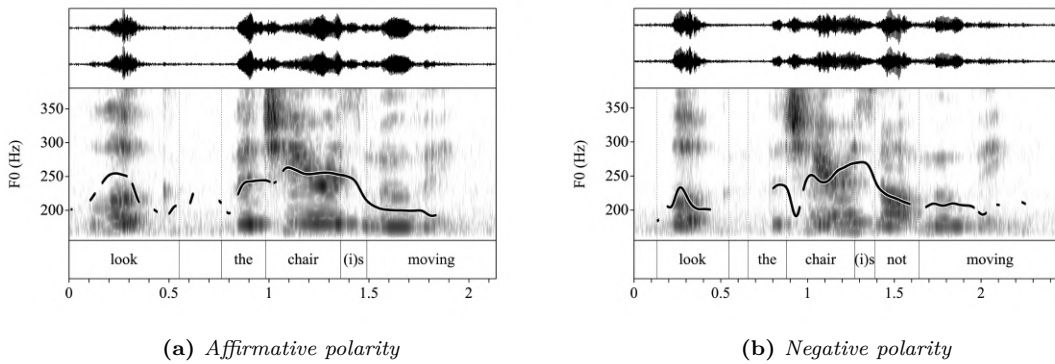 F0 (Hz)
350
300
250
200
look the chair (i)s moving
0 0.5 1 1.5 2
(a) Affirmative polarity
F0 (Hz)
350
300
250
200
look the chair (i)s not moving
0 0.5 1 1.5 2
(b) Negative polarity